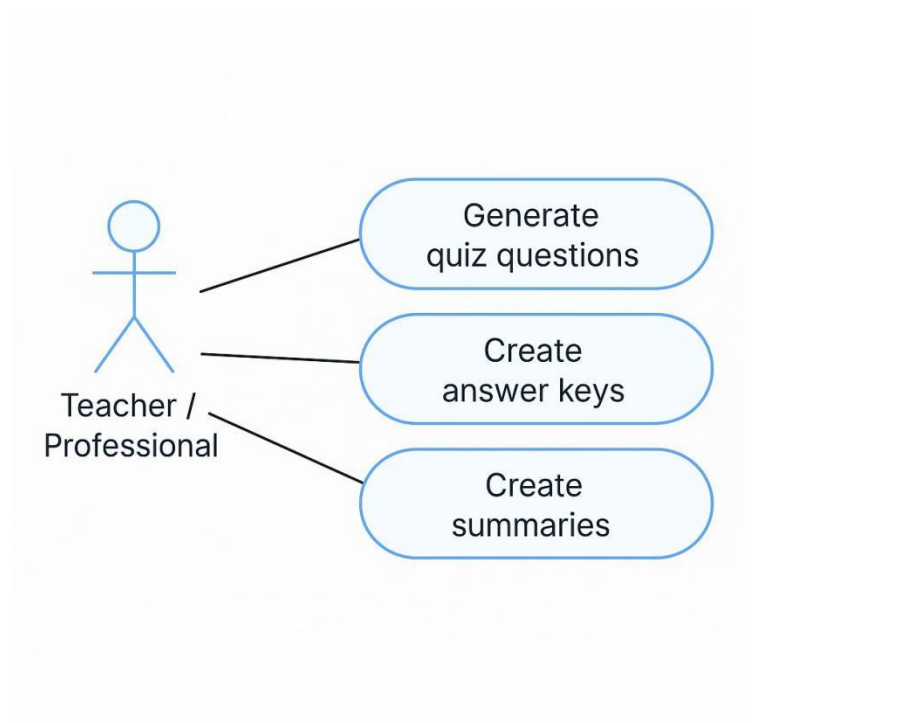 Generate
quiz questions
Create
answer keys
Teacher /
Professional
Create
summaries